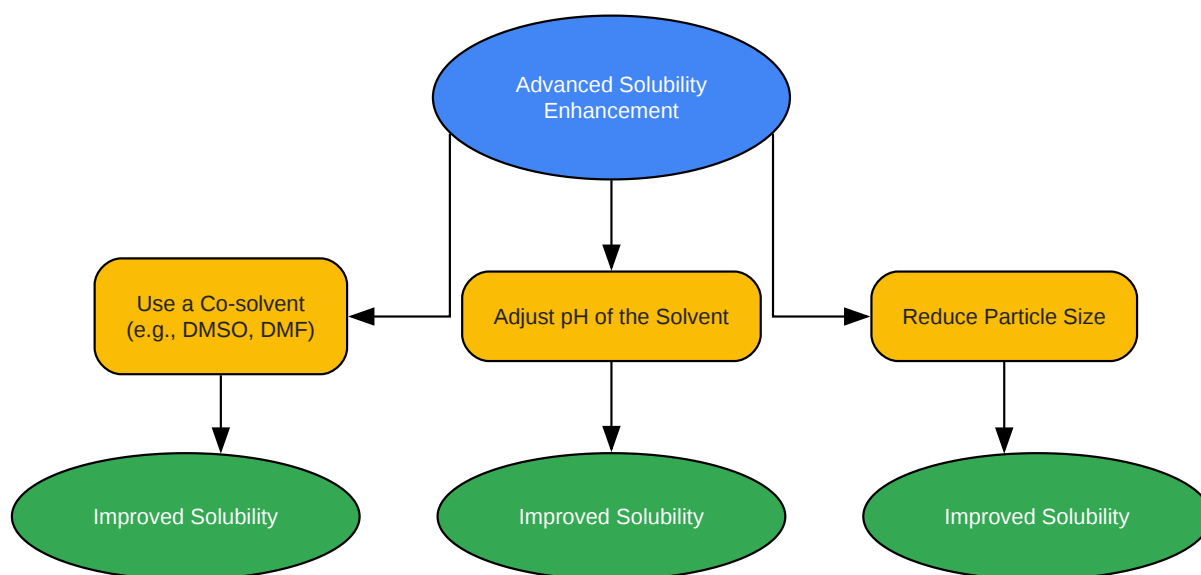 Advanced Solubility
Enhancement
Use a Co-solvent
(e.g., DMSO, DMF)
Adjust pH of the Solvent
Reduce Particle Size
Improved Solubility
Improved Solubility
Improved Solubility